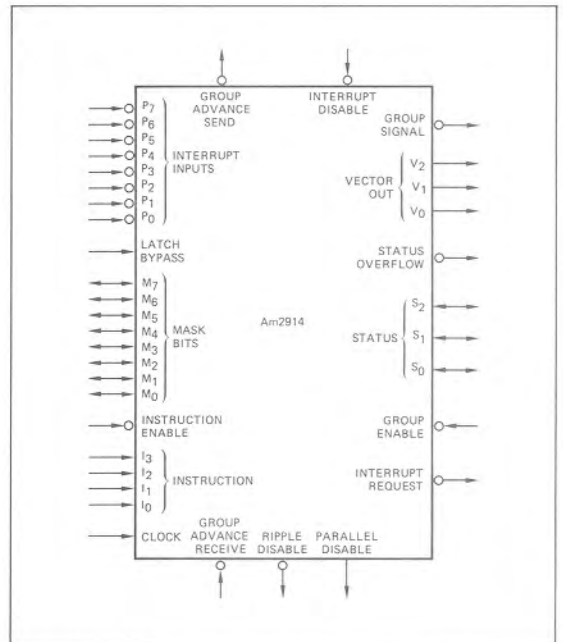 GROUP ADVANCE SEND
INTERRUPT DISABLE
P7
P6
P5
P4
P3
P2
P1
P0
INTERRUPT INPUTS
GROUP SIGNAL
V2
V1
V0
VECTOR OUT
LATCH BYPASS
STATUS OVERFLOW
M7
M6
M5
M4
M3
M2
M1
M0
MASK BITS
Am2914
S2
S1
S0
STATUS
INSTRUCTION ENABLE
GROUP ENABLE
I3
I2
I1
I0
INSTRUCTION
INTERRUPT REQUEST
CLOCK
GROUP ADVANCE RECEIVE
RIPPLE DISABLE
PARALLEL DISABLE